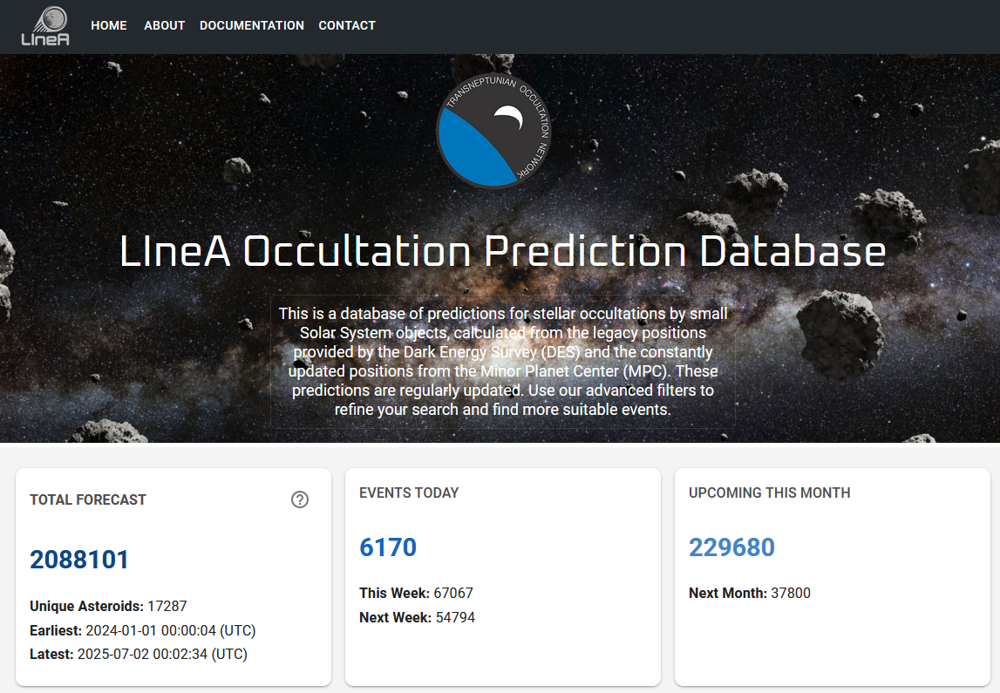 LIneA
HOME ABOUT DOCUMENTATION CONTACT
TRANSNEPTUNIAN OCCULTATION NETWORK
LIneA Occultation Prediction Database
This is a database of predictions for stellar occultations by small
Solar System objects, calculated from the legacy positions
provided by the Dark Energy Survey (DES) and the constantly
updated positions from the Minor Planet Center (MPC). These
predictions are regularly updated. Use our advanced filters to
refine your search and find more suitable events.
TOTAL FORECAST
2088101
Unique Asteroids: 17287
Earliest: 2024-01-01 00:00:04 (UTC)
Latest: 2025-07-02 00:02:34 (UTC)
EVENTS TODAY
6170
This Week: 67067
Next Week: 54794
UPCOMING THIS MONTH
229680
Next Month: 37800